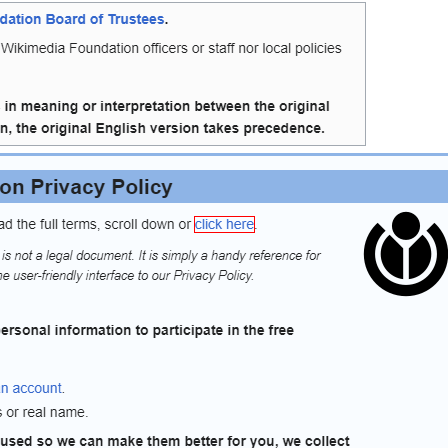 dation Board of Trustees.
Wikimedia Foundation officers or staff nor local policies
in meaning or interpretation between the original
n, the original English version takes precedence.
on Privacy Policy
ad the full terms, scroll down or click here.
is not a legal document. It is simply a handy reference for
e user-friendly interface to our Privacy Policy.
ersonal information to participate in the free
n account.
s or real name.
used so we can make them better for you, we collect